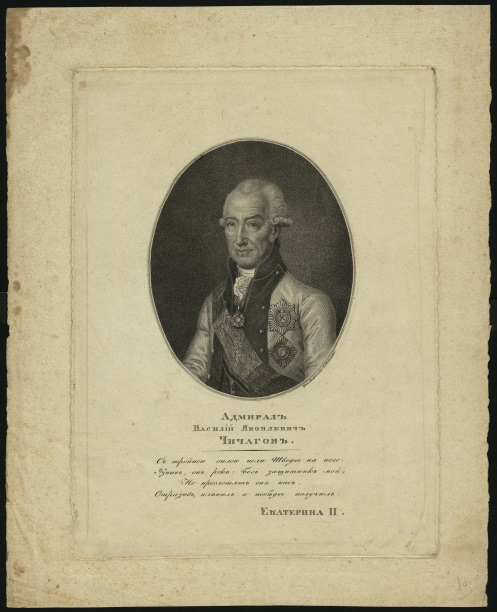 Адмиралъ
Василій Яковлевичъ
Чичаговъ.
Съ тройною силою шли Шведы на него.
Узнавъ, онъ рекъ: Богъ защитникъ мой;
Не проглотятъ они насъ.
Отразивъ, плѣнилъ и побѣды получилъ.
Екатерина II.